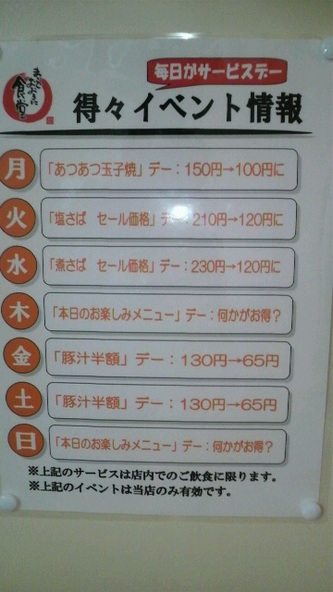 まいどおおきに
食堂
毎日がサービスデー
得々イベント情報
月 「あつあつ玉子焼」デー：150円→100円に
火 「塩さば セール価格」デー：210円→120円に
水 「煮さば セール価格」デー：230円→120円に
木 「本日のお楽しみメニュー」デー：何かがお得？
金 「豚汁半額」デー：130円→65円
土 「豚汁半額」デー：130円→65円
日 「本日のお楽しみメニュー」デー：何かがお得？
※上記のサービスは店内でのご飲食に限ります。
※上記のイベントは当店のみ有効です。